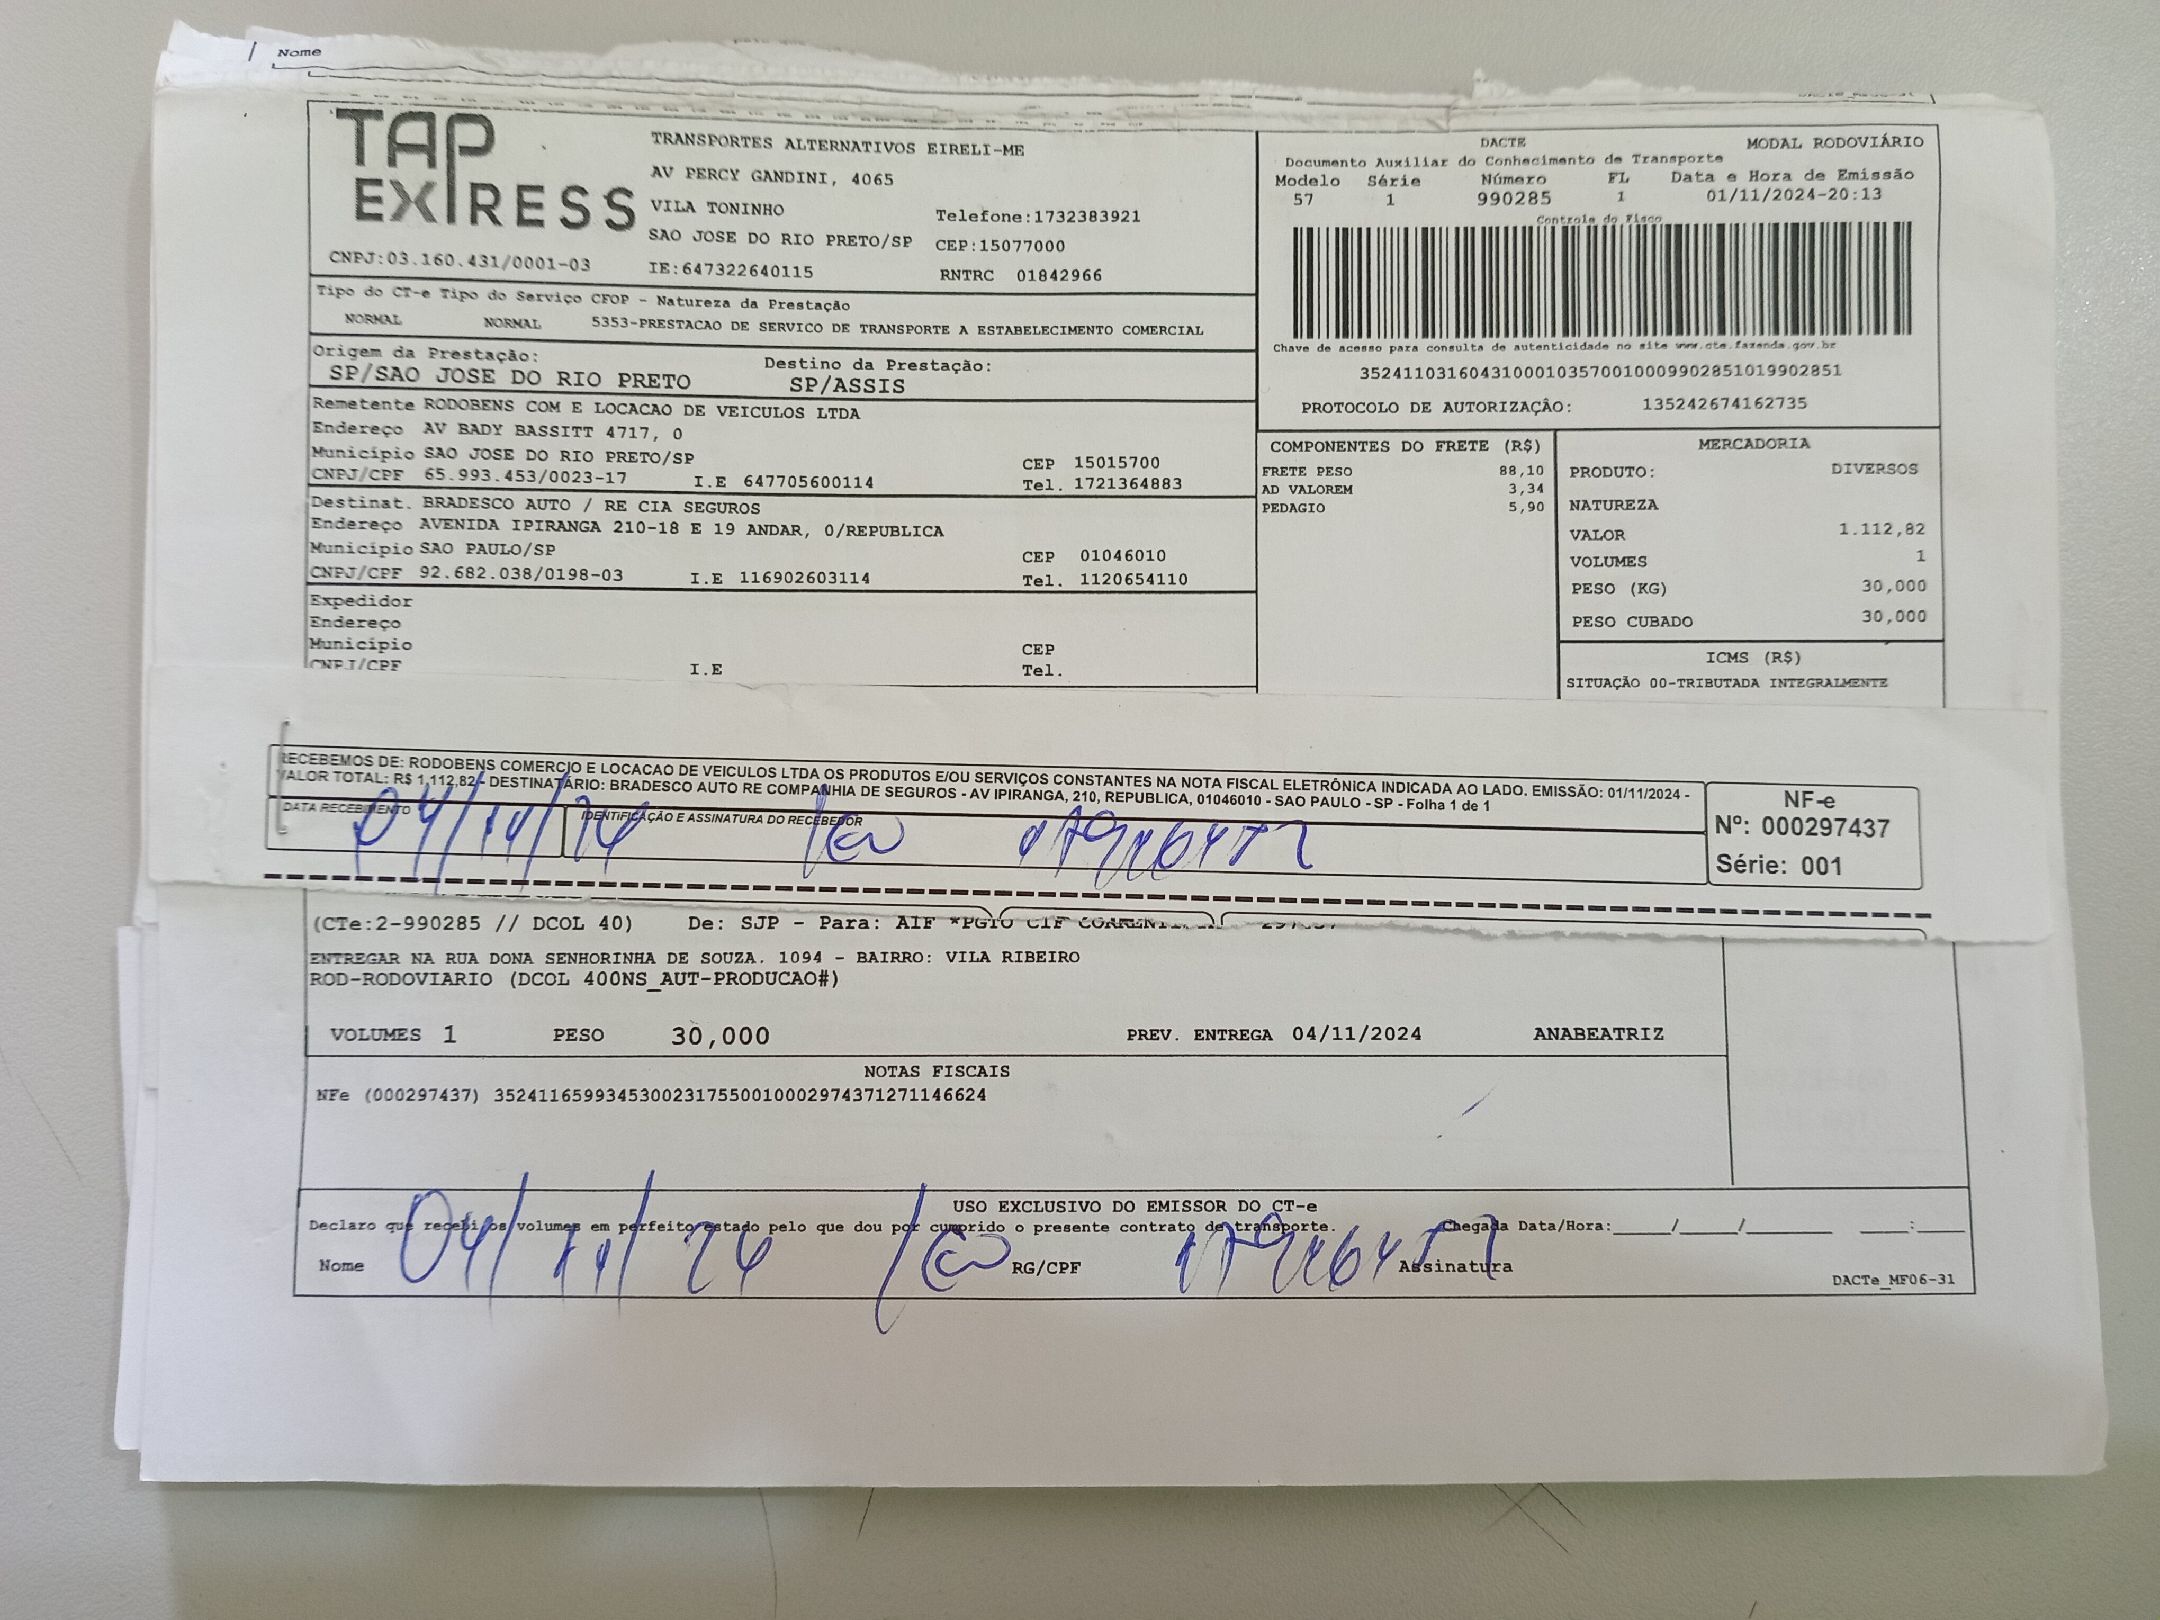 Nome
TAP EXPRESS
TRANSPORTES ALTERNATIVOS EIRELI-ME
AV PERCY GANDINI, 4065
VILA TONINHO
Telefone:1732383921
SAO JOSE DO RIO PRETO/SP CEP:15077000
CNPJ:03.160.431/0001-03 IE:647322640115 RNTRC 01842966
DACTE MODAL RODOVIÁRIO
Documento Auxiliar do Conhecimento de Transporte
Modelo Série Número FL Data e Hora de Emissão
57 1 990285 1 01/11/2024-20:13
Controle do Fisco
Chave de acesso para consulta de autenticidade no site www.cte.fazenda.gov.br
35241103160431000103570010009902851019902851
PROTOCOLO DE AUTORIZAÇÃO: 135242674162735
Tipo do CT-e Tipo do Serviço CFOP - Natureza da Prestação
NORMAL NORMAL 5353-PRESTACAO DE SERVICO DE TRANSPORTE A ESTABELECIMENTO COMERCIAL
Origem da Prestação: Destino da Prestação:
SP/SAO JOSE DO RIO PRETO SP/ASSIS
Remetente RODOBENS COM E LOCACAO DE VEICULOS LTDA
Endereço AV BADY BASSITT 4717, 0
Município SAO JOSE DO RIO PRETO/SP CEP 15015700
CNPJ/CPF 65.993.453/0023-17 I.E 647705600114 Tel. 1721364883
Destinat. BRADESCO AUTO / RE CIA SEGUROS
Endereço AVENIDA IPIRANGA 210-18 E 19 ANDAR, 0/REPUBLICA
Município SAO PAULO/SP CEP 01046010
CNPJ/CPF 92.682.038/0198-03 I.E 116902603114 Tel. 1120654110
Expedidor
Endereço
Município CEP
CNPJ/CPF I.E Tel.
COMPONENTES DO FRETE (R$)
FRETE PESO 88,10
AD VALOREM 3,34
PEDAGIO 5,90
MERCADORIA
PRODUTO: DIVERSOS
NATUREZA
VALOR 1.112,82
VOLUMES 1
PESO (KG) 30,000
PESO CUBADO 30,000
ICMS (R$)
SITUAÇÃO 00-TRIBUTADA INTEGRALMENTE
RECEBEMOS DE: RODOBENS COMERCIO E LOCACAO DE VEICULOS LTDA OS PRODUTOS E/OU SERVIÇOS CONSTANTES NA NOTA FISCAL ELETRÔNICA INDICADA AO LADO. EMISSÃO: 01/11/2024 -
VALOR TOTAL: R$ 1,112,82 - DESTINATÁRIO: BRADESCO AUTO RE COMPANHIA DE SEGUROS - AV IPIRANGA, 210, REPUBLICA, 01046010 - SAO PAULO - SP - Folha 1 de 1
DATA RECEBIMENTO IDENTIFICAÇÃO E ASSINATURA DO RECEBEDOR
04/11/24
NF-e
Nº: 000297437
Série: 001
(CTe:2-990285 // DCOL 40) De: SJP - Para: AIF *PGTO CIF
ENTREGAR NA RUA DONA SENHORINHA DE SOUZA. 1094 - BAIRRO: VILA RIBEIRO
ROD-RODOVIARIO (DCOL 400NS_AUT-PRODUCAO#)
VOLUMES 1 PESO 30,000 PREV. ENTREGA 04/11/2024 ANABEATRIZ
NOTAS FISCAIS
NFe (000297437) 35241165993453002317550010002974371271146624
USO EXCLUSIVO DO EMISSOR DO CT-e
Declaro que recebi os volumes em perfeito estado pelo que dou por cumprido o presente contrato de transporte. Chegada Data/Hora:____/____/______ ___:___
04/11/24
Nome RG/CPF Assinatura
DACTe_MF06-31